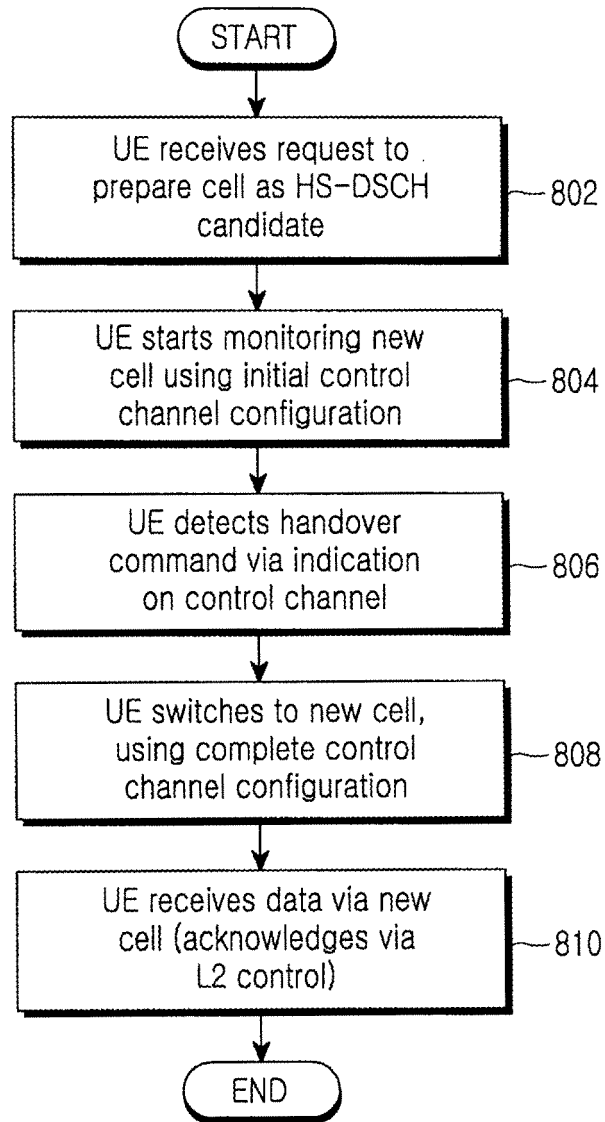 START
UE receives request to
prepare cell as HS-DSCH
candidate
802
UE starts monitoring new
cell using initial control
channel configuration
804
UE detects handover
command via indication
on control channel
806
UE switches to new cell,
using complete control
channel configuration
808
UE receives data via new
cell (acknowledges via
L2 control)
810
END